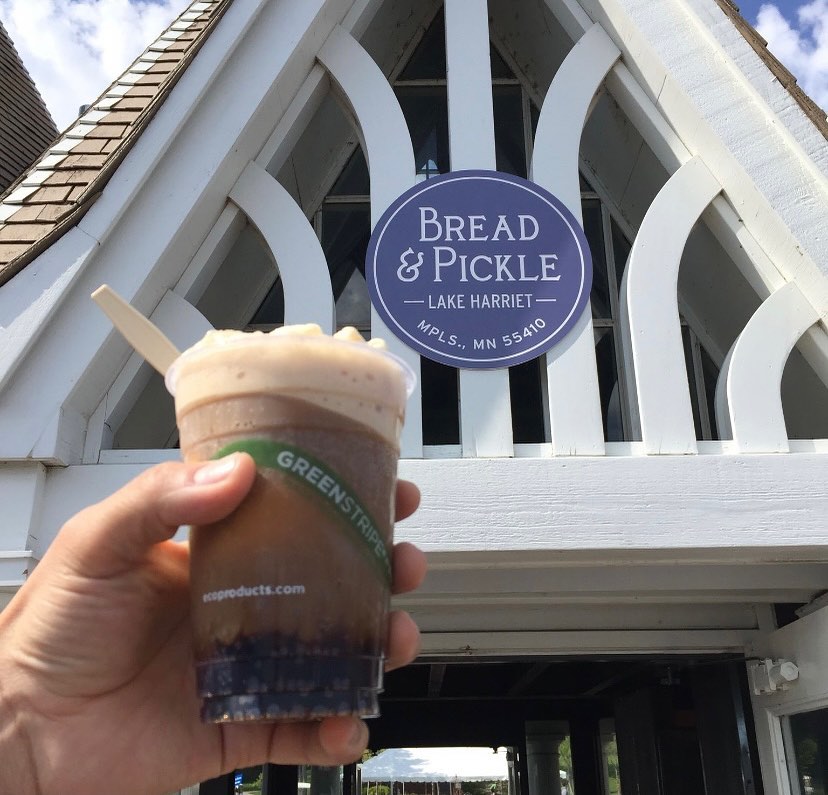 BREAD
& PICKLE
LAKE HARRIET
MPLS., MN 55410
GREENSTRIPE
ecoproducts.com